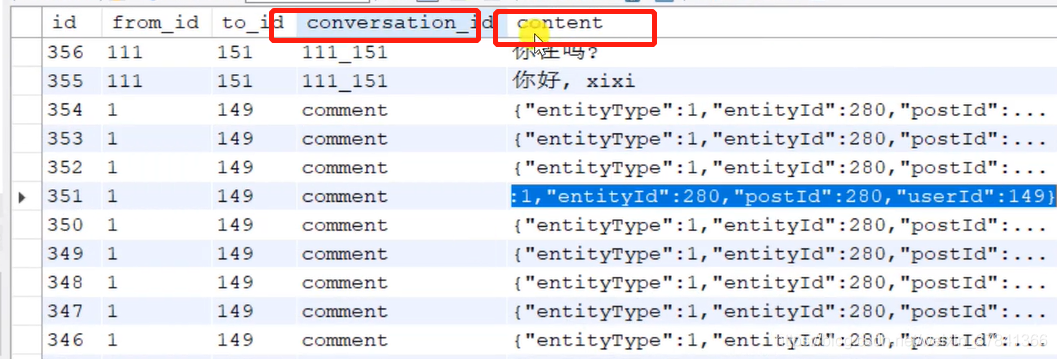 id from_id to_id conversation_id content
356 111 151 111_151 你在吗?
355 111 151 111_151 你好, xixi
354 1 149 comment {"entityType":1,"entityId":280,"postId":...
353 1 149 comment {"entityType":1,"entityId":280,"postId":...
352 1 149 comment {"entityType":1,"entityId":280,"postId":...
351 1 149 comment :1,"entityId":280,"postId":280,"userId":149}
350 1 149 comment {"entityType":1,"entityId":280,"postId":...
349 1 149 comment {"entityType":1,"entityId":280,"postId":...
348 1 149 comment {"entityType":1,"entityId":280,"postId":...
347 1 149 comment {"entityType":1,"entityId":280,"postId":...
346 1 149 comment {"entityType":1,"entityId":280,"postId":...